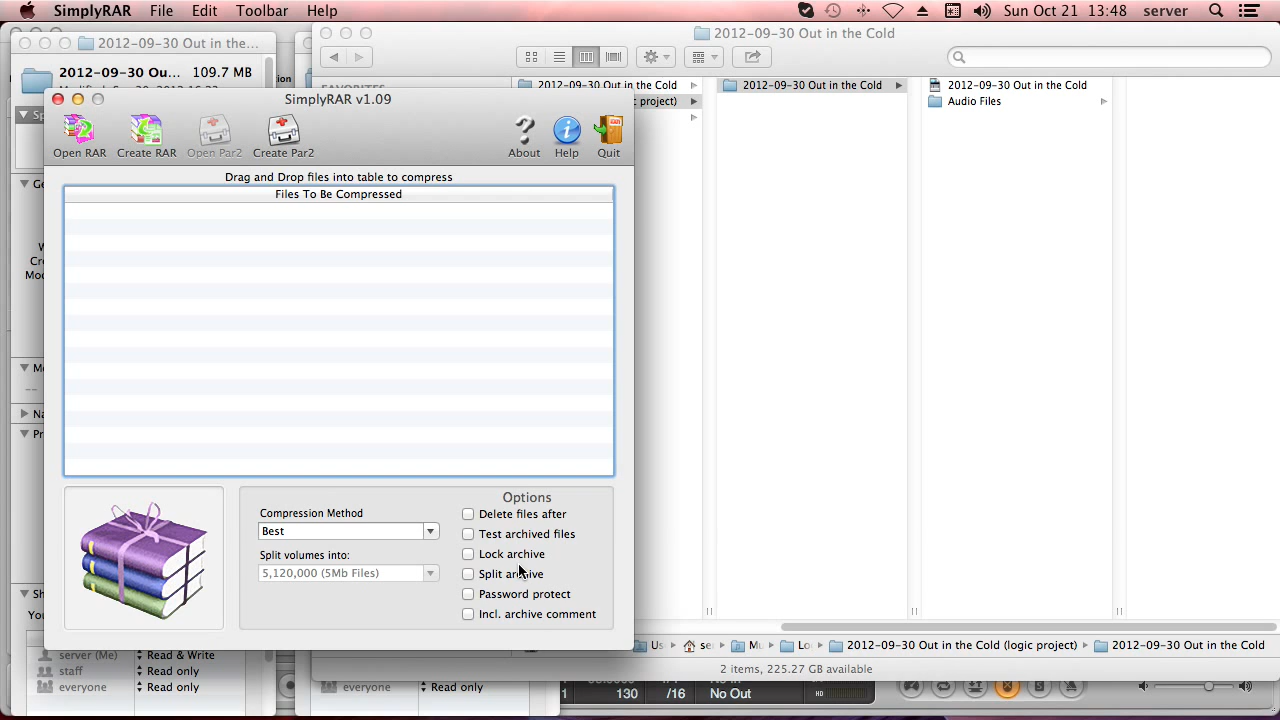 SimplyRAR File Edit Toolbar Help Sun Oct 21 13:48 server
2012-09-30 Out in the...
2012-09-30 Out in the Cold
2012-09-30 Ou... 109.7 MB
SimplyRAR v1.09
Open RAR Create RAR Open Par2 Create Par2 About Help Quit
Drag and Drop files into table to compress
Files To Be Compressed
2012-09-30 Out in the Cold
project)
2012-09-30 Out in the Cold
2012-09-30 Out in the Cold
Audio Files
Compression Method
Best
Split volumes into:
5,120,000 (5Mb Files)
Options
Delete files after
Test archived files
Lock archive
Split archive
Password protect
Incl. archive comment
2012-09-30 Out in the Cold (logic project) 2012-09-30 Out in the Cold
2 items, 225.27 GB available
server (Me) Read & Write
staff Read only
everyone Read only
everyone Read only
1 130 /16 No Out HD